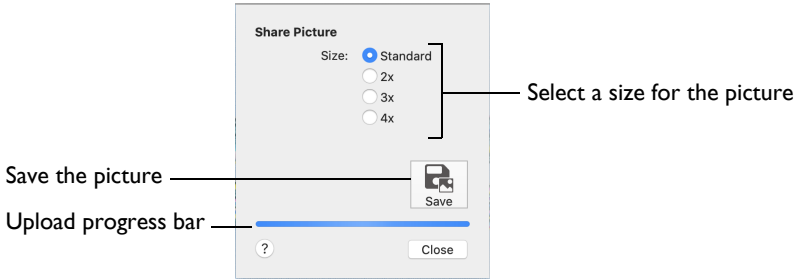 Share Picture
Size: Standard
2x
3x
4x
Select a size for the picture
Save the picture
Save
Upload progress bar
?
Close